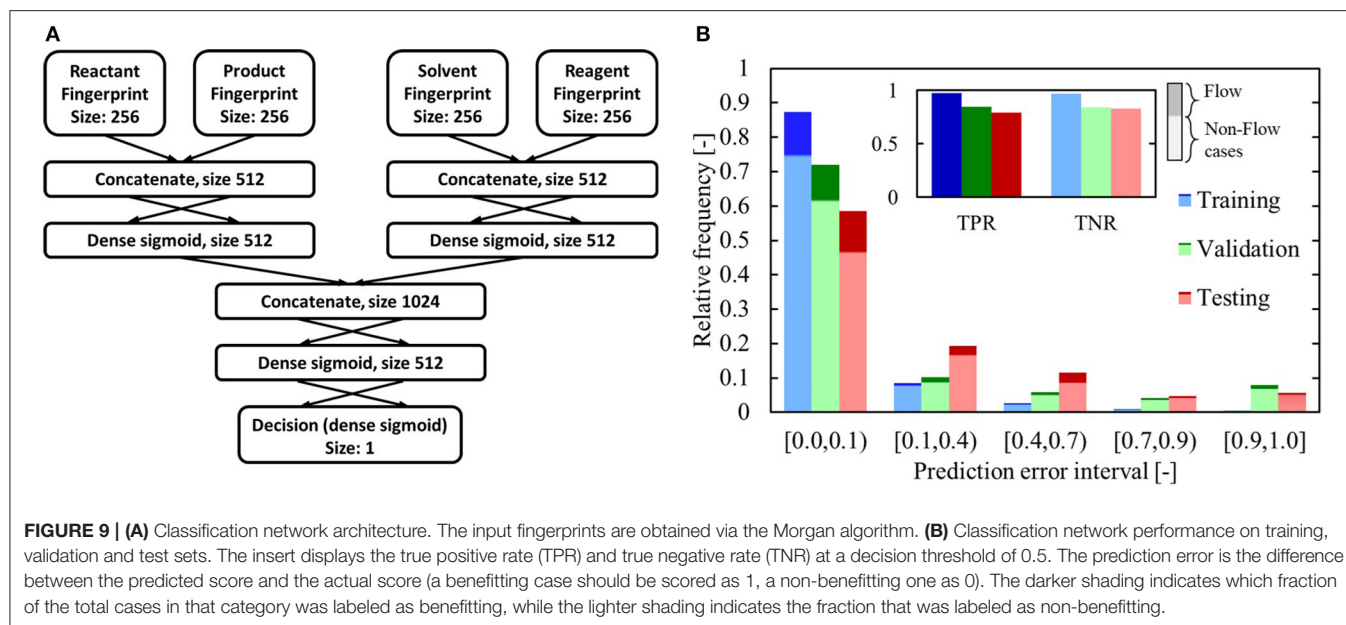 A
Reactant
Fingerprint
Size: 256
Product
Fingerprint
Size: 256
Solvent
Fingerprint
Size: 256
Reagent
Fingerprint
Size: 256
Concatenate, size 512
Concatenate, size 512
Dense sigmoid, size 512
Dense sigmoid, size 512
Concatenate, size 1024
Dense sigmoid, size 512
Decision (dense sigmoid)
Size: 1
B
Relative frequency [-]
1
0.9
0.8
0.7
0.6
0.5
0.4
0.3
0.2
0.1
0
1
0.5
0
TPR
TNR
Flow
Non-Flow
cases
Training
Validation
Testing
[0.0,0.1)
[0.1,0.4)
[0.4,0.7)
[0.7,0.9)
[0.9,1.0]
Prediction error interval [-]
FIGURE 9 | (A) Classification network architecture. The input fingerprints are obtained via the Morgan algorithm. (B) Classification network performance on training,
validation and test sets. The insert displays the true positive rate (TPR) and true negative rate (TNR) at a decision threshold of 0.5. The prediction error is the difference
between the predicted score and the actual score (a benefitting case should be scored as 1, a non-benefitting one as 0). The darker shading indicates which fraction
of the total cases in that category was labeled as benefitting, while the lighter shading indicates the fraction that was labeled as non-benefitting.